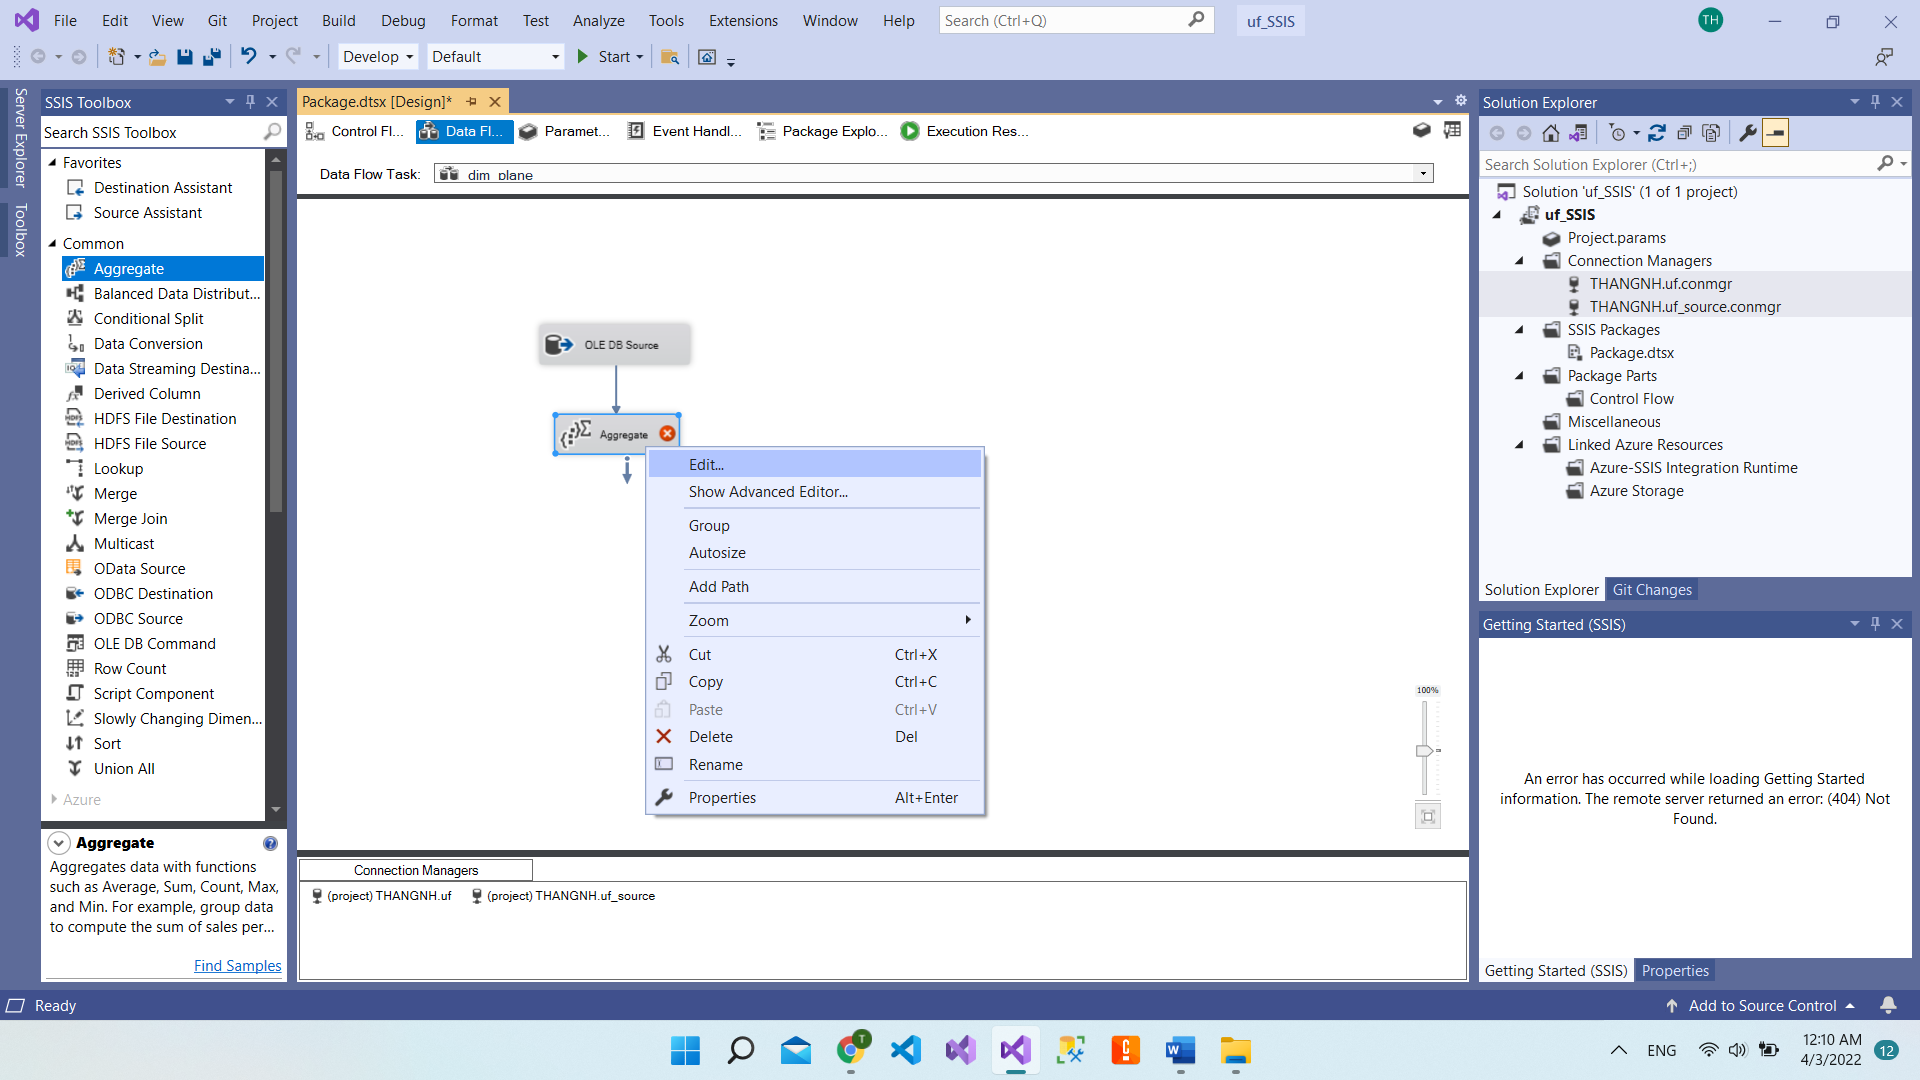 File Edit View Git Project Build Debug Format Test Analyze Tools Extensions Window Help Search (Ctrl+Q) uf_SSIS TH
Develop Default Start
Server Explorer
Toolbox
SSIS Toolbox
Search SSIS Toolbox
Favorites
Destination Assistant
Source Assistant
Common
Aggregate
Balanced Data Distribut...
Conditional Split
Data Conversion
Data Streaming Destina...
Derived Column
HDFS File Destination
HDFS File Source
Lookup
Merge
Merge Join
Multicast
OData Source
ODBC Destination
ODBC Source
OLE DB Command
Row Count
Script Component
Slowly Changing Dimen...
Sort
Union All
Azure
Aggregate
Aggregates data with functions
such as Average, Sum, Count, Max,
and Min. For example, group data
to compute the sum of sales per...
Find Samples
Package.dtsx [Design]*
Control Fl... Data Fl... Paramet... Event Handl... Package Explo... Execution Res...
Data Flow Task: dim_plane
OLE DB Source
Aggregate
Edit...
Show Advanced Editor...
Group
Autosize
Add Path
Zoom
Cut Ctrl+X
Copy Ctrl+C
Paste Ctrl+V
Delete Del
Rename
Properties Alt+Enter
100%
Connection Managers
(project) THANGNH.uf (project) THANGNH.uf_source
Solution Explorer
Search Solution Explorer (Ctrl+;)
Solution 'uf_SSIS' (1 of 1 project)
uf_SSIS
Project.params
Connection Managers
THANGNH.uf.conmgr
THANGNH.uf_source.conmgr
SSIS Packages
Package.dtsx
Package Parts
Control Flow
Miscellaneous
Linked Azure Resources
Azure-SSIS Integration Runtime
Azure Storage
Solution Explorer Git Changes
Getting Started (SSIS)
An error has occurred while loading Getting Started
information. The remote server returned an error: (404) Not
Found.
Getting Started (SSIS) Properties
Ready Add to Source Control
T
ENG
12:10 AM
4/3/2022
12